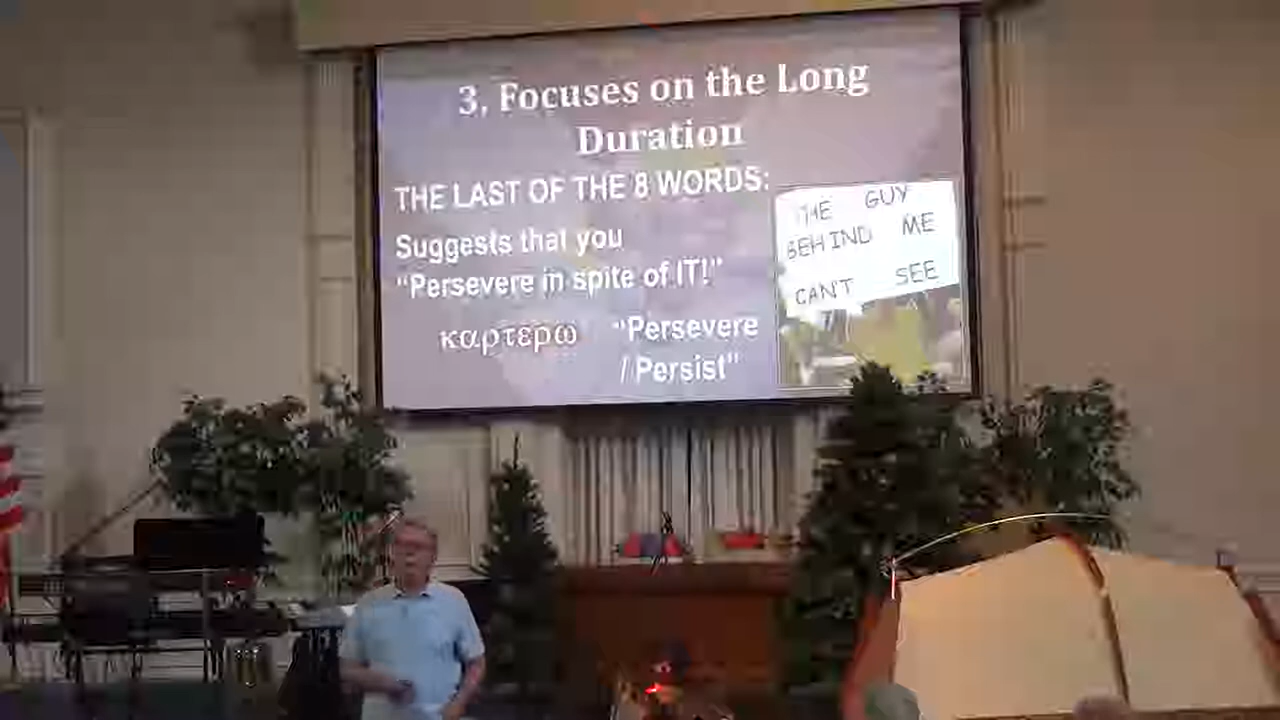 3. Focuses on the Long
Duration
THE LAST OF THE 8 WORDS:
Suggests that you
“Persevere in spite of IT!”
καρτερω “Persevere
/ Persist”
THE GUY
BEHIND ME
CAN'T SEE